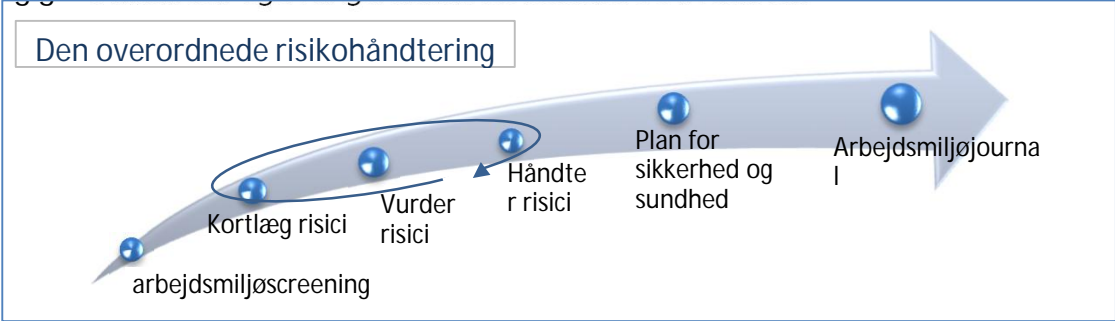 Den overordnede risikohåndtering
Plan for
sikkerhed og
sundhed
Arbejdsmiljøjourna
l
Håndte
r risici
Vurder
risici
Kortlæg risici
arbejdsmiljøscreening